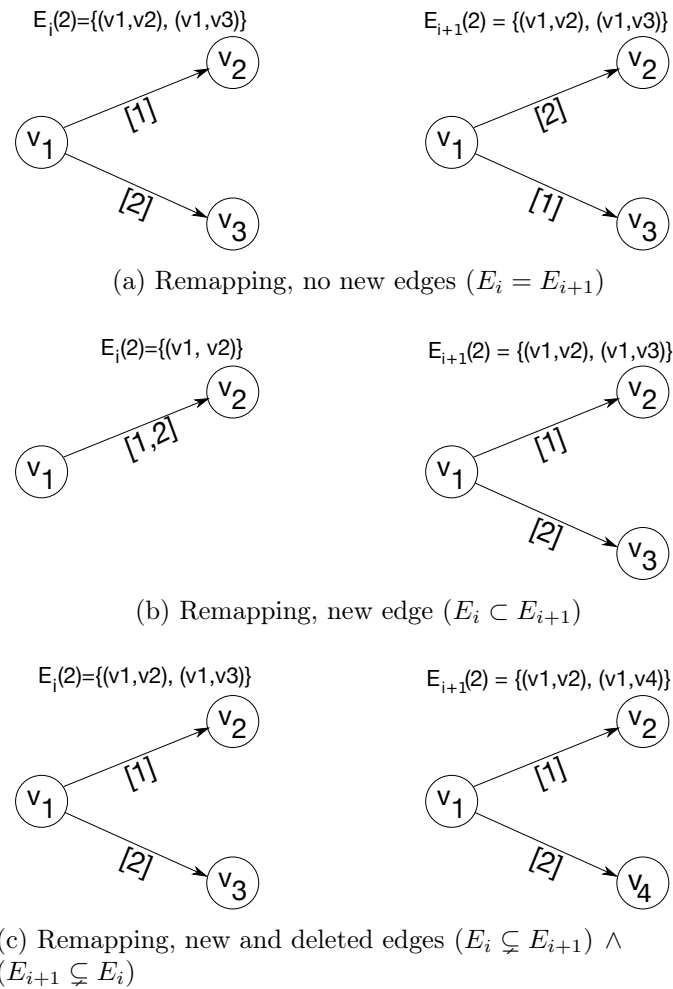 E_i(2)={(v1,v2), (v1,v3)}
E_{i+1}(2) = {(v1,v2), (v1,v3)}
v_2
v_2
[1]
[2]
v_1
v_1
[2]
[1]
v_3
v_3
(a) Remapping, no new edges (E_i = E_{i+1})
E_i(2)={(v1, v2)}
E_{i+1}(2) = {(v1,v2), (v1,v3)}
v_2
v_2
[1,2]
[1]
v_1
v_1
[2]
v_3
(b) Remapping, new edge (E_i ⊂ E_{i+1})
E_i(2)={(v1,v2), (v1,v3)}
E_{i+1}(2) = {(v1,v2), (v1,v4)}
v_2
v_2
[1]
[1]
v_1
v_1
[2]
[2]
v_3
v_4
(c) Remapping, new and deleted edges (E_i ⊊ E_{i+1}) ∧
(E_{i+1} ⊊ E_i)